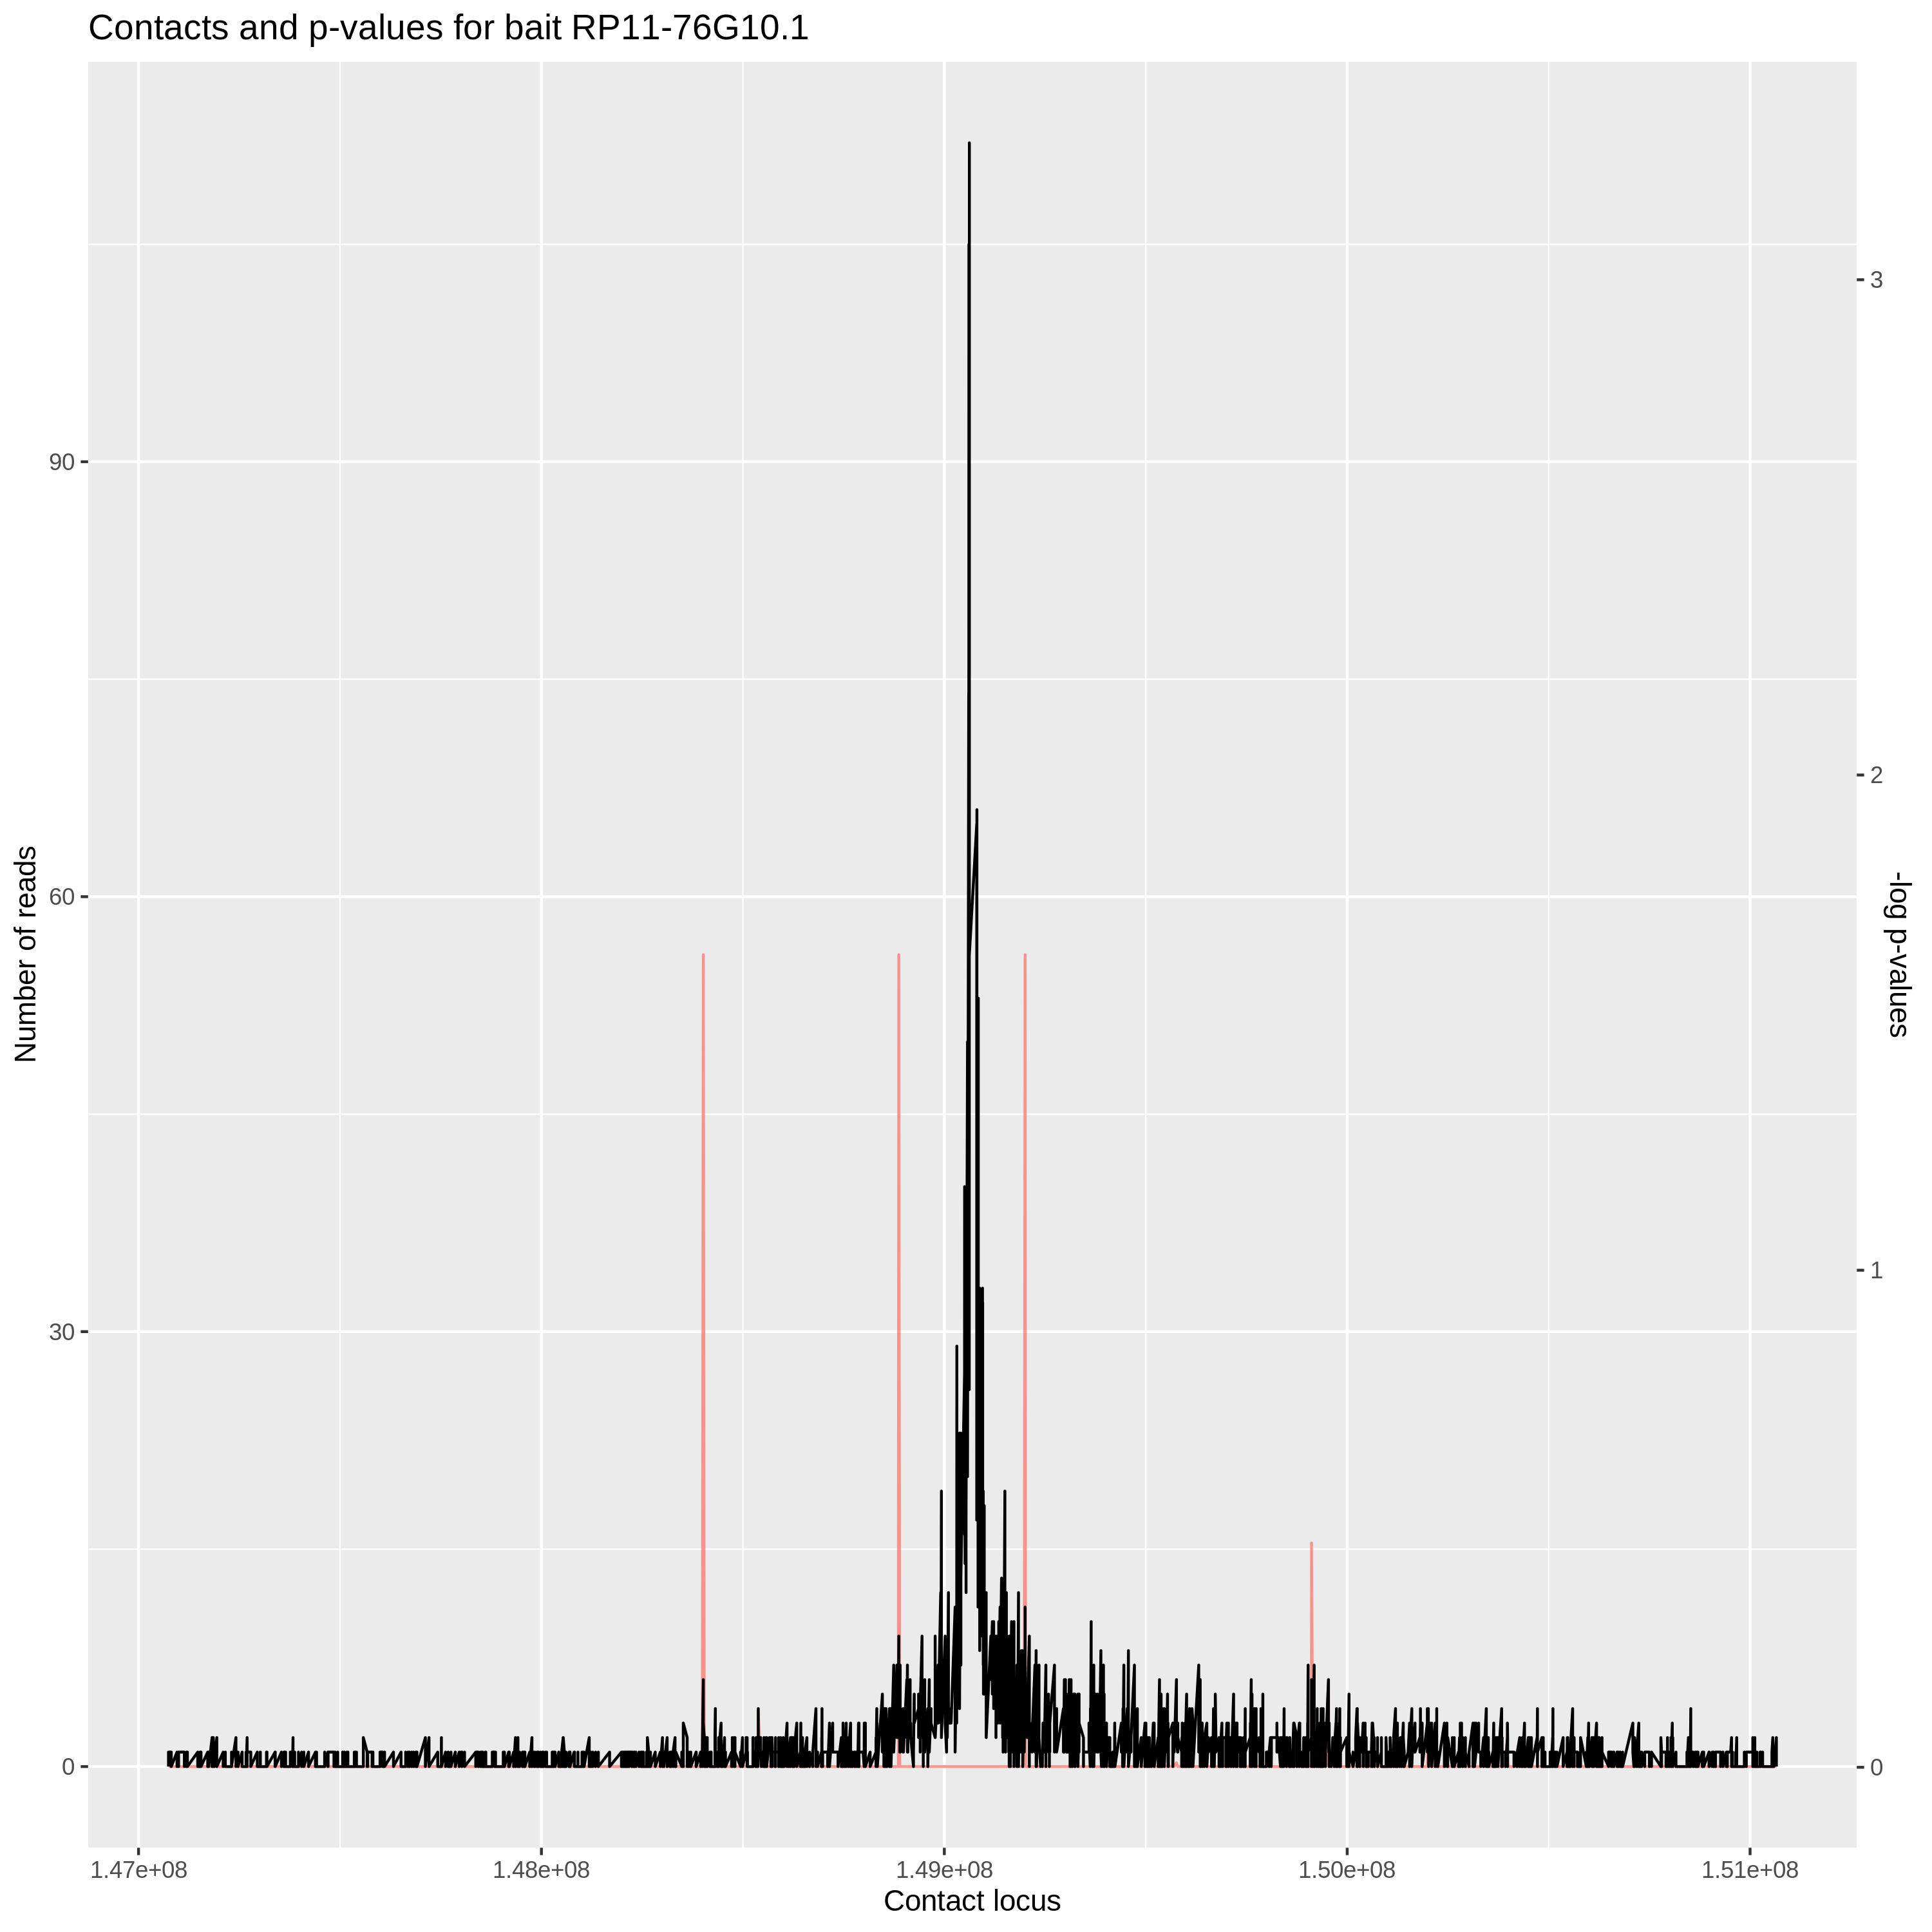 Contacts and p-values for bait RP11-76G10.1
Number of reads
90
60
30
0
3
2
1
0
-log p-values
1.47e+08
1.48e+08
1.49e+08
1.50e+08
1.51e+08
Contact locus